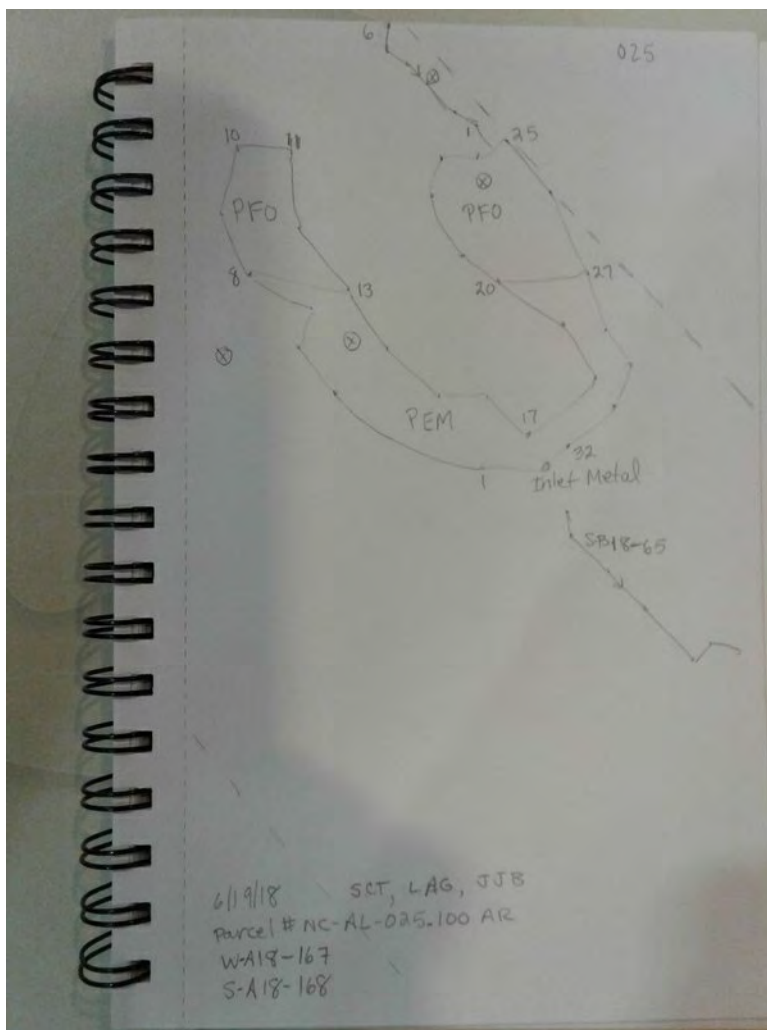 6
025
1
25
10
11
PFO
PFO
8
13
20
27
PEM
17
32
1
Inlet Metal
SB18-65
6/19/18 SCT, LAG, JJB
Parcel # NC-AL-025.100 AR
W-A18-167
S-A18-168